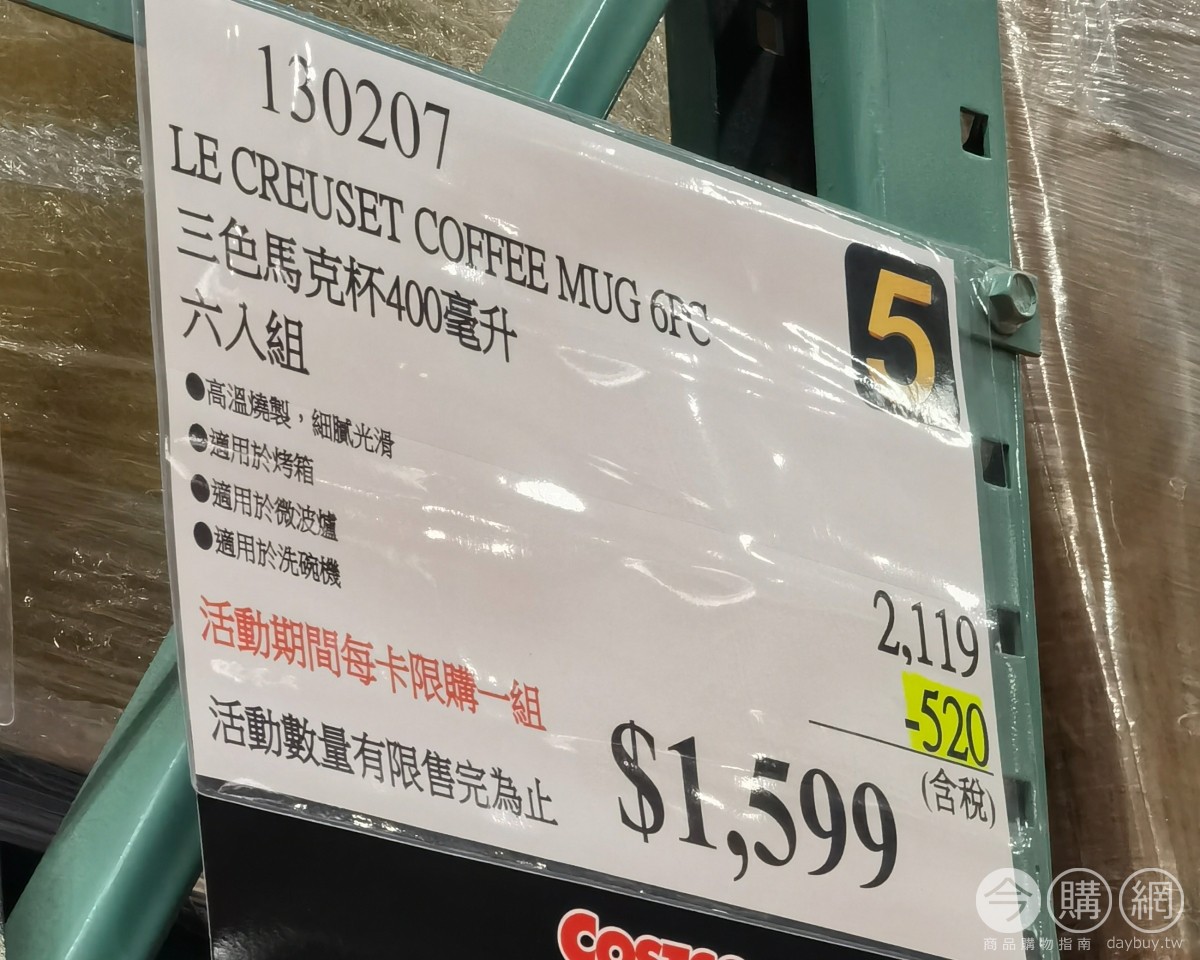 130207
LE CREUSET COFFEE MUG 6PC
三色馬克杯400毫升
六入組
5
●高溫燒製，細膩光滑
●適用於烤箱
●適用於微波爐
●適用於洗碗機
2,119
-520
活動期間每卡限購一組
活動數量有限售完為止
$1,599
(含稅)
今購網
商品購物指南 daybuy.tw